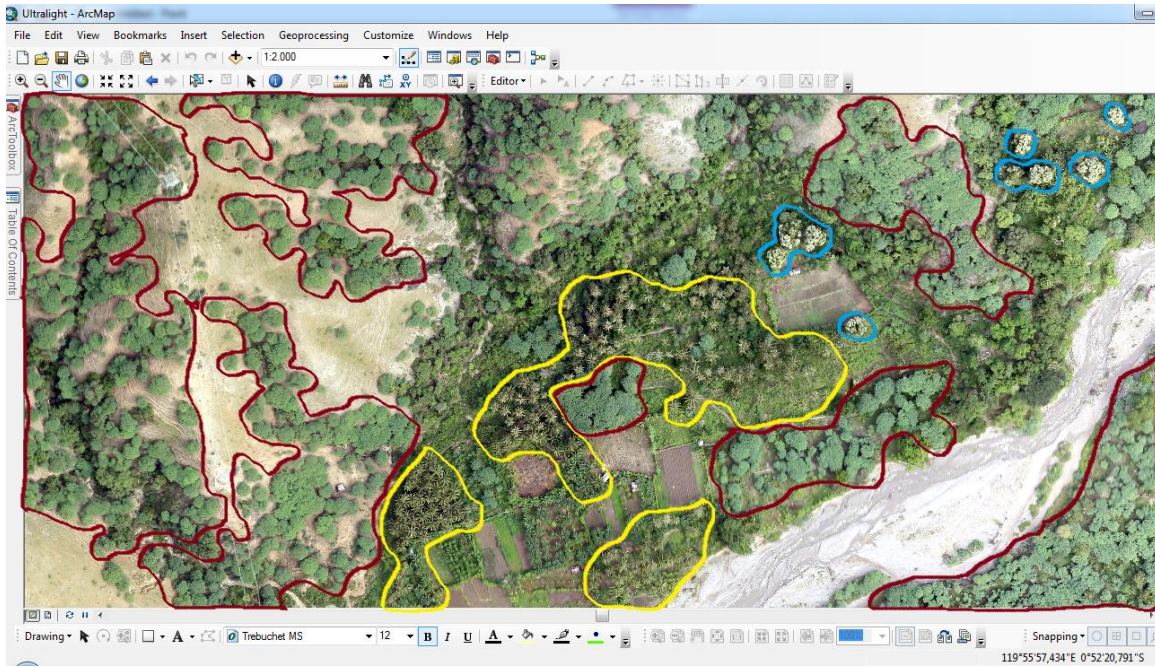 Ultralight - ArcMap
File Edit View Bookmarks Insert Selection Geoprocessing Customize Windows Help
1:2.000
Editor
ArcToolbox
Table Of Contents
Drawing A Trebuchet MS 12 B I U A 100% Snapping
119°55'57,434"E 0°52'20,791"S